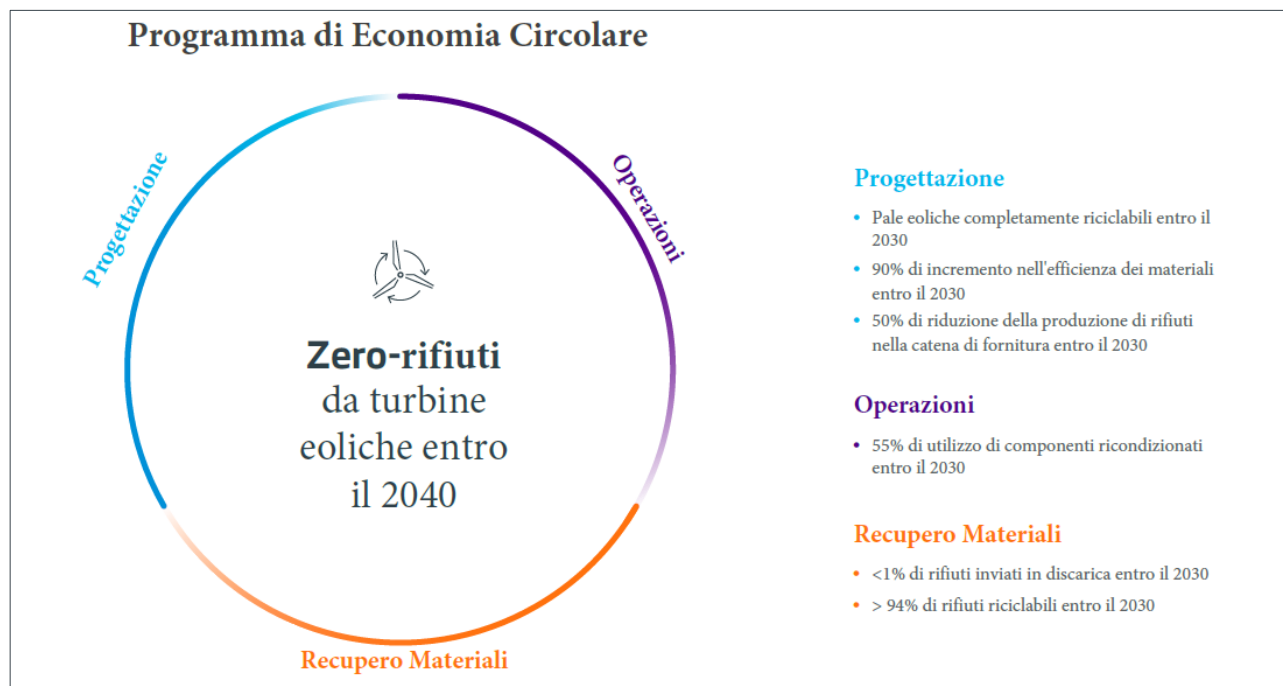 Programma di Economia Circolare
Progettazione
Operazioni
Zero-rifiuti
da turbine
eoliche entro
il 2040
Recupero Materiali
Progettazione
• Pale eoliche completamente riciclabili entro il
2030
• 90% di incremento nell'efficienza dei materiali
entro il 2030
• 50% di riduzione della produzione di rifiuti
nella catena di fornitura entro il 2030
Operazioni
• 55% di utilizzo di componenti ricondizionati
entro il 2030
Recupero Materiali
• <1% di rifiuti inviati in discarica entro il 2030
• > 94% di rifiuti riciclabili entro il 2030